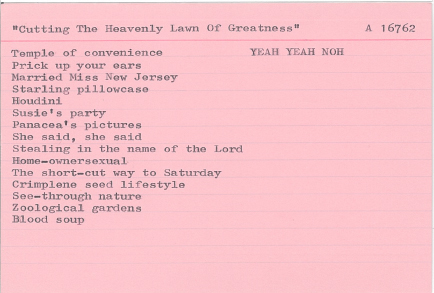 "Cutting The Heavenly Lawn Of Greatness" A 16762
Temple of convenience YEAH YEAH NOH
Prick up your ears
Married Miss New Jersey
Starling pillowcase
Houdini
Susie's party
Panacea's pictures
She said, she said
Stealing in the name of the Lord
Home-ownersexual
The short-cut way to Saturday
Crimplene seed lifestyle
See-through nature
Zoological gardens
Blood soup